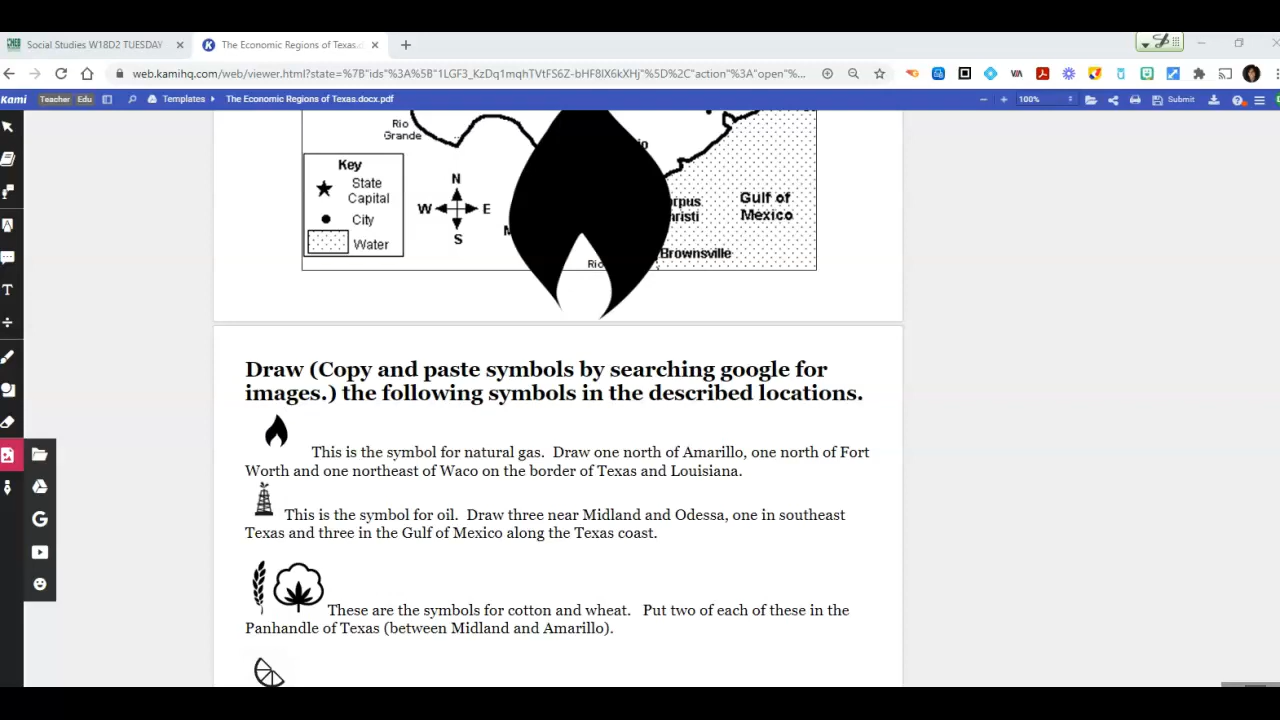 Social Studies W18D2 TUESDAY
The Economic Regions of Texas.
web.kamihq.com/web/viewer.html?state=%7B"ids"%3A%5B"1LGF3_KzDq1mqhTVtFS6Z-bHF8IX6kXHj"%5D%2C"action"%3A"open"%...
Kami Teacher Edu Templates The Economic Regions of Texas.docx.pdf 100% Submit
Rio
Grande
io
Key
State
Capital
City
Water
N
W E
S
M
rpus
hristi
Gulf of
Mexico
Brownsville
Rio
Draw (Copy and paste symbols by searching google for
images.) the following symbols in the described locations.
This is the symbol for natural gas. Draw one north of Amarillo, one north of Fort
Worth and one northeast of Waco on the border of Texas and Louisiana.
This is the symbol for oil. Draw three near Midland and Odessa, one in southeast
Texas and three in the Gulf of Mexico along the Texas coast.
These are the symbols for cotton and wheat. Put two of each of these in the
Panhandle of Texas (between Midland and Amarillo).